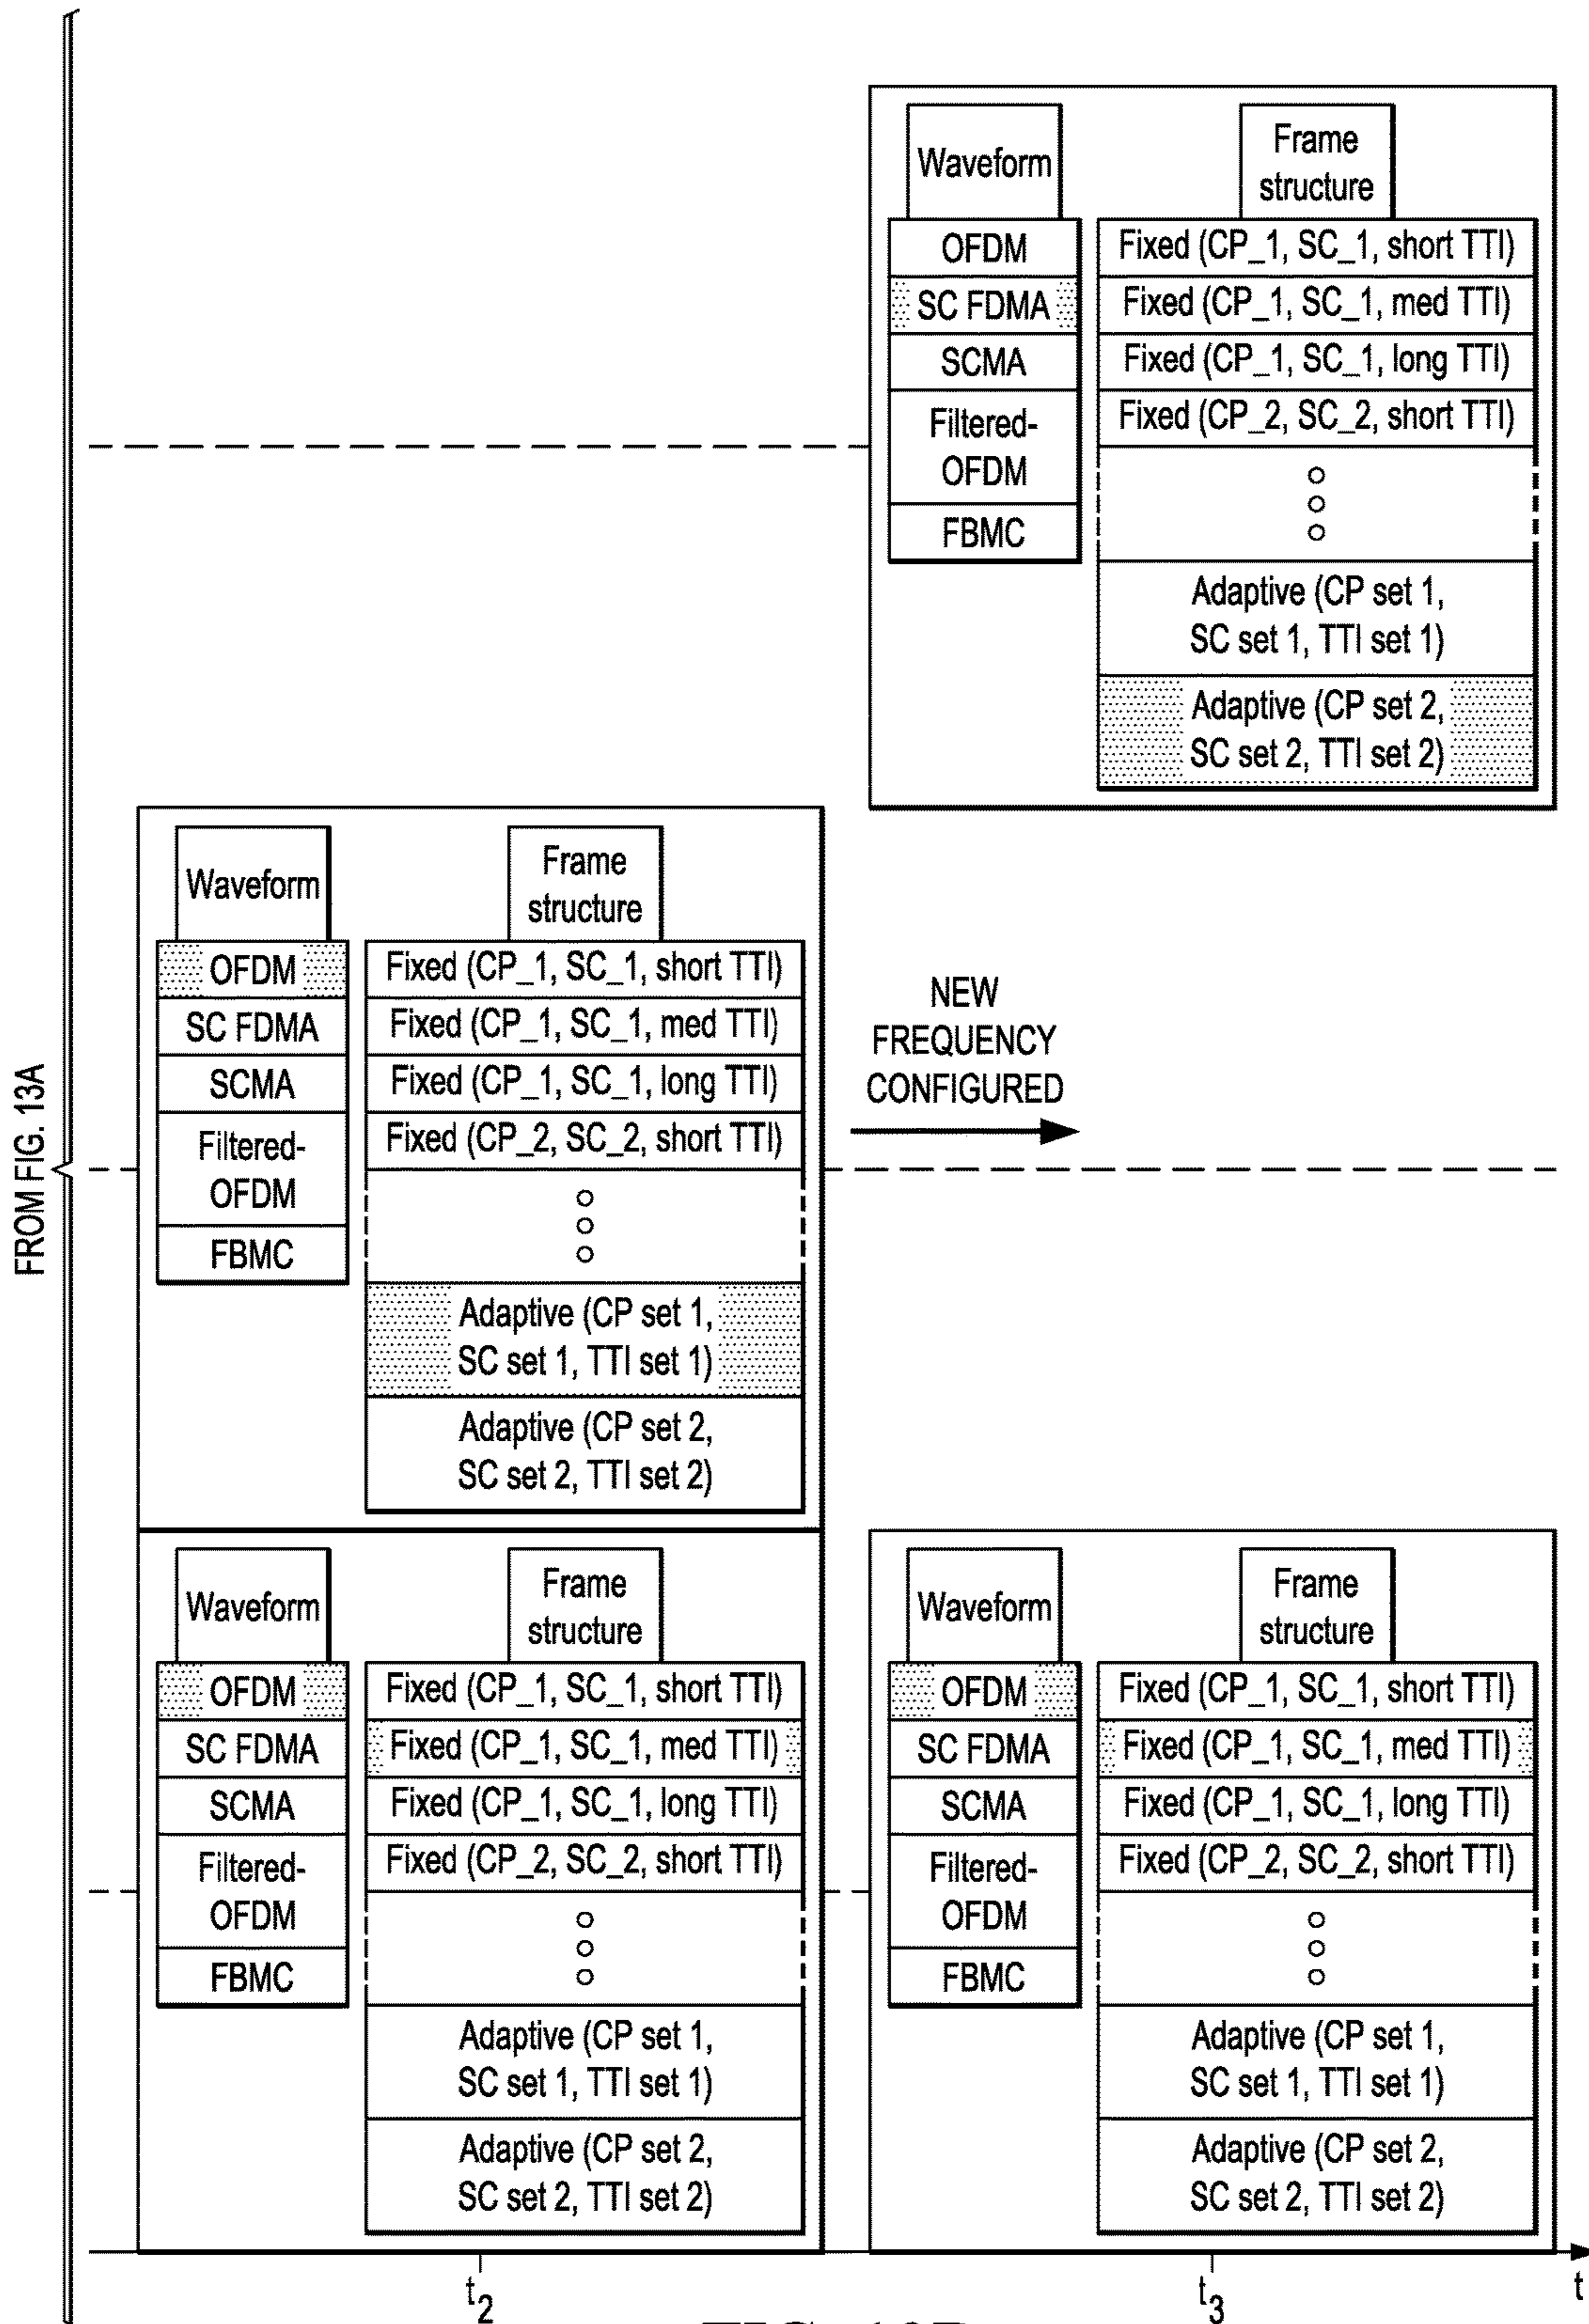 FROM FIG. 13A
Waveform
Frame
structure
OFDM
SC FDMA
SCMA
Filtered-
OFDM
FBMC
Fixed (CP_1, SC_1, short TTI)
Fixed (CP_1, SC_1, med TTI)
Fixed (CP_1, SC_1, long TTI)
Fixed (CP_2, SC_2, short TTI)
Adaptive (CP set 1,
SC set 1, TTI set 1)
Adaptive (CP set 2,
SC set 2, TTI set 2)
Waveform
Frame
structure
OFDM
SC FDMA
SCMA
Filtered-
OFDM
FBMC
Fixed (CP_1, SC_1, short TTI)
Fixed (CP_1, SC_1, med TTI)
Fixed (CP_1, SC_1, long TTI)
Fixed (CP_2, SC_2, short TTI)
Adaptive (CP set 1,
SC set 1, TTI set 1)
Adaptive (CP set 2,
SC set 2, TTI set 2)
NEW
FREQUENCY
CONFIGURED
Waveform
Frame
structure
OFDM
SC FDMA
SCMA
Filtered-
OFDM
FBMC
Fixed (CP_1, SC_1, short TTI)
Fixed (CP_1, SC_1, med TTI)
Fixed (CP_1, SC_1, long TTI)
Fixed (CP_2, SC_2, short TTI)
Adaptive (CP set 1,
SC set 1, TTI set 1)
Adaptive (CP set 2,
SC set 2, TTI set 2)
Waveform
Frame
structure
OFDM
SC FDMA
SCMA
Filtered-
OFDM
FBMC
Fixed (CP_1, SC_1, short TTI)
Fixed (CP_1, SC_1, med TTI)
Fixed (CP_1, SC_1, long TTI)
Fixed (CP_2, SC_2, short TTI)
Adaptive (CP set 1,
SC set 1, TTI set 1)
Adaptive (CP set 2,
SC set 2, TTI set 2)
t2
t3
t